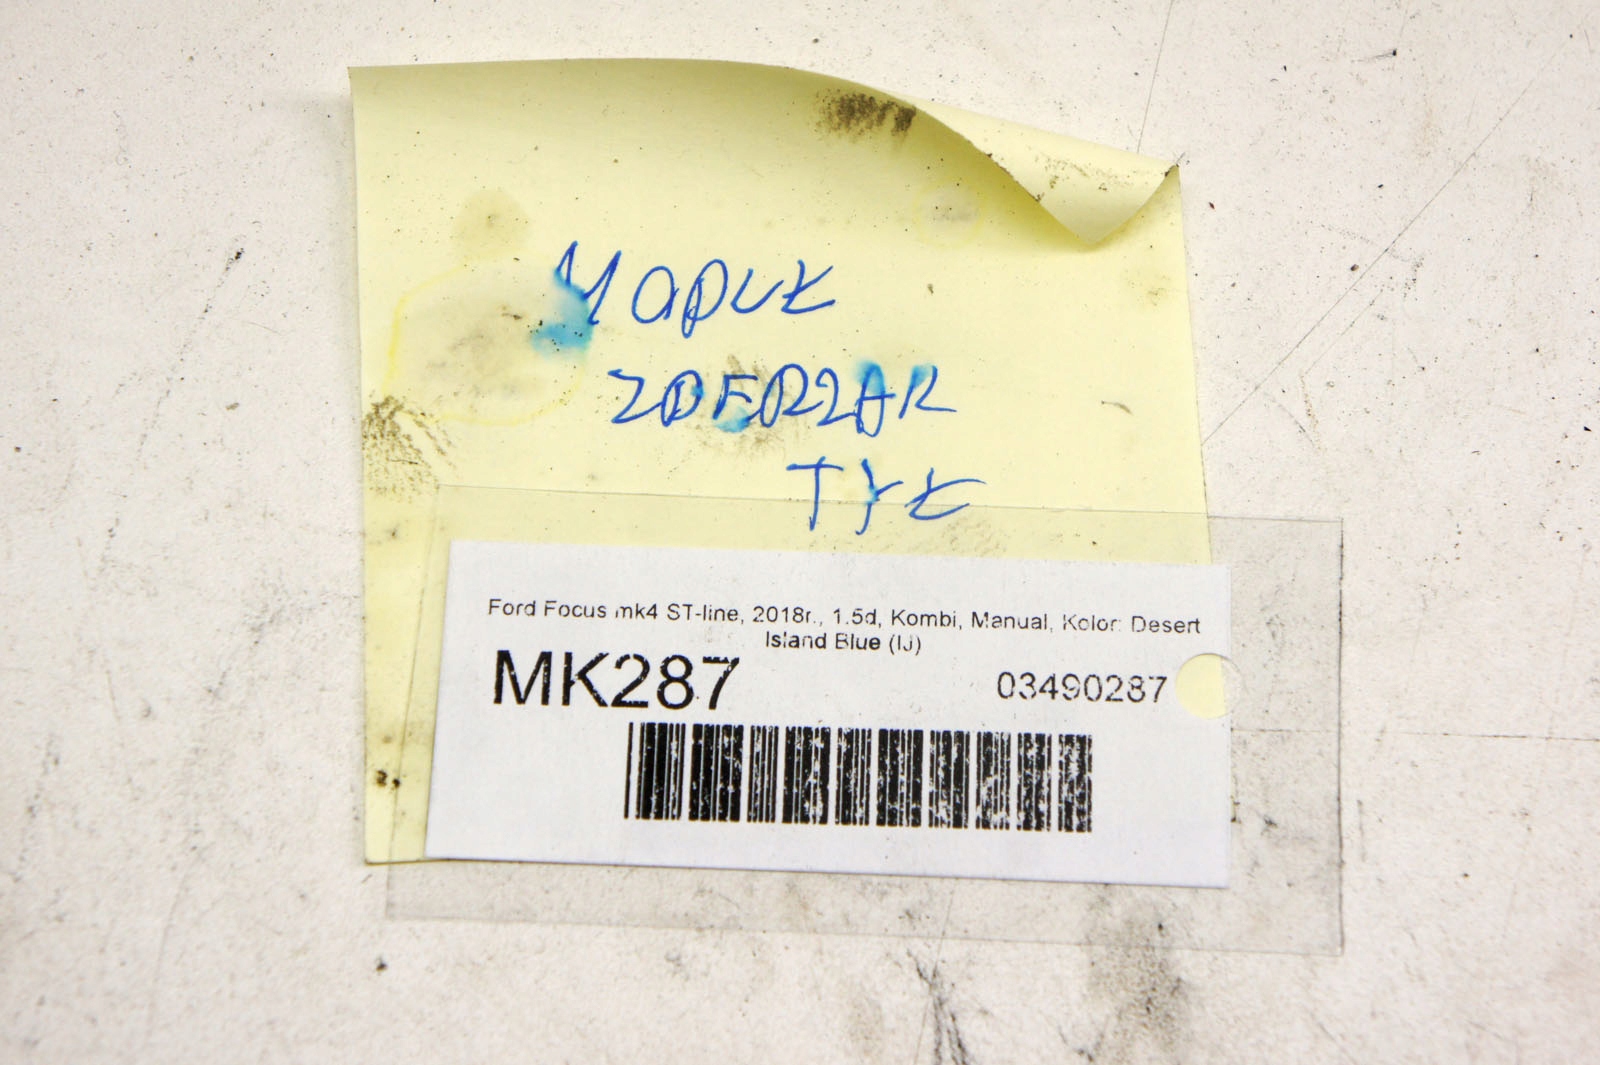 MODUŁ
ZDERZAK
TYŁ
Ford Focus mk4 ST-line, 2018r., 1.5d, Kombi, Manual, Kolor: Desert
Island Blue (IJ)
MK287 03490287